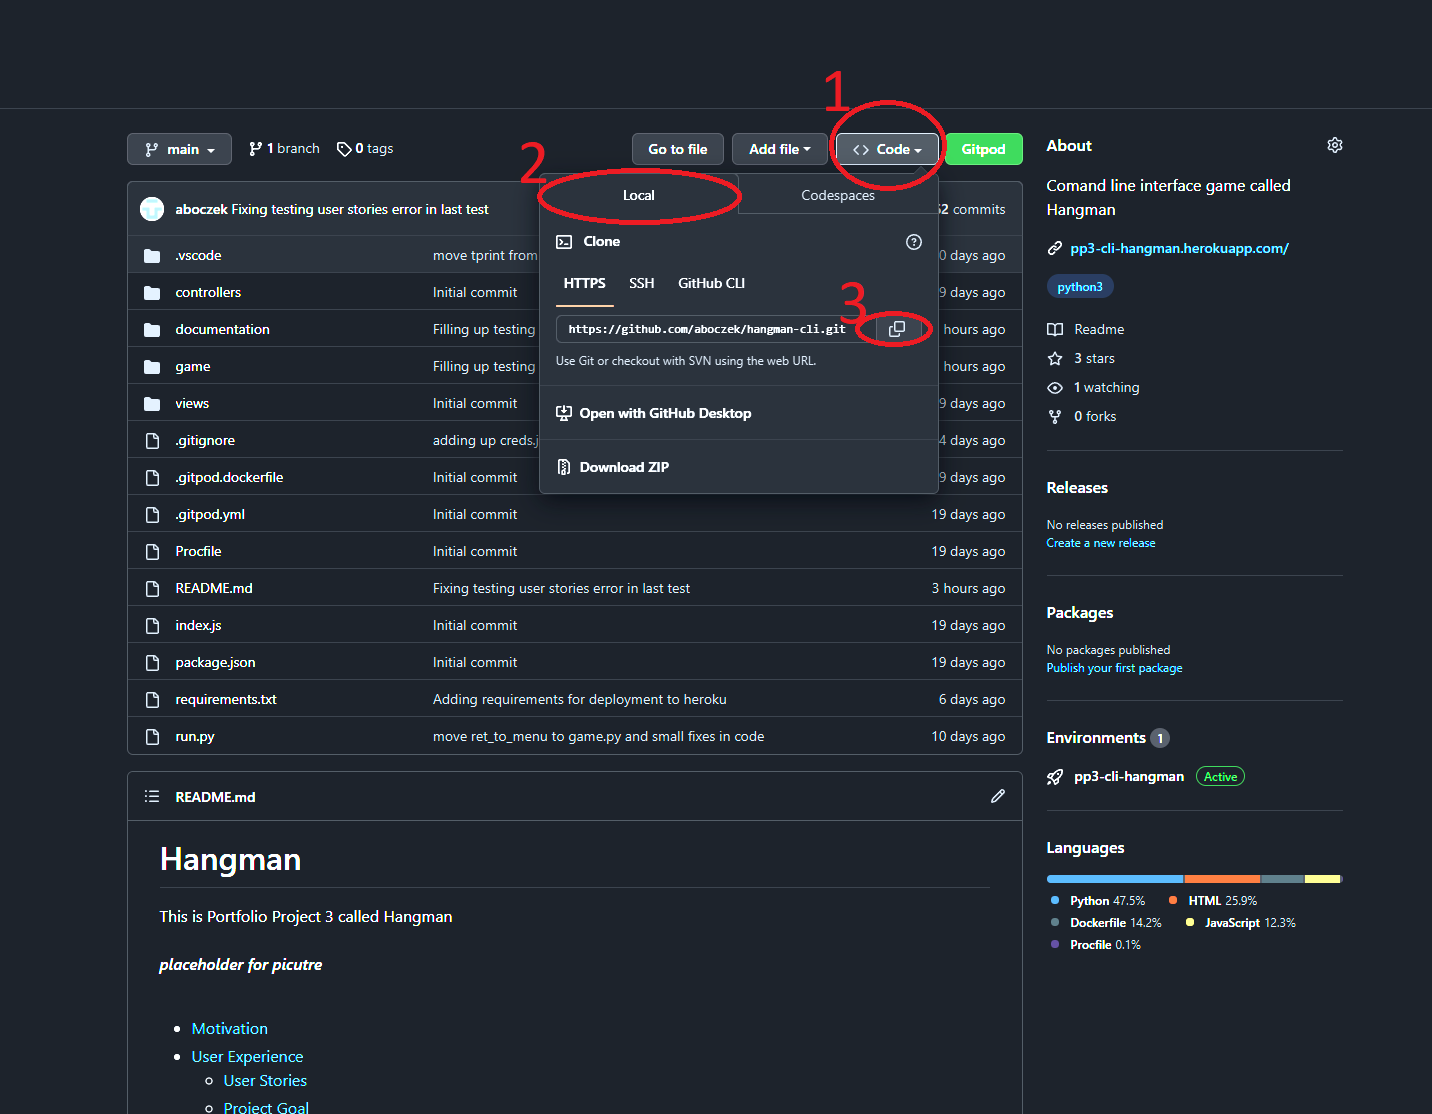 1
main
1 branch
0 tags
Go to file
Add file
Code
Gitpod
2
Local
Codespaces
aboczek Fixing testing user stories error in last test
52 commits
Clone
.vscode
move tprint from
0 days ago
HTTPS
SSH
GitHub CLI
controllers
Initial commit
9 days ago
3
documentation
Filling up testing
https://github.com/aboczek/hangman-cli.git
hours ago
Use Git or checkout with SVN using the web URL.
game
Filling up testing
hours ago
views
Initial commit
9 days ago
Open with GitHub Desktop
.gitignore
adding up creds.j
4 days ago
Download ZIP
.gitpod.dockerfile
Initial commit
9 days ago
.gitpod.yml
Initial commit
19 days ago
Procfile
Initial commit
19 days ago
README.md
Fixing testing user stories error in last test
3 hours ago
index.js
Initial commit
19 days ago
package.json
Initial commit
19 days ago
requirements.txt
Adding requirements for deployment to heroku
6 days ago
run.py
move ret_to_menu to game.py and small fixes in code
10 days ago
README.md
Hangman
This is Portfolio Project 3 called Hangman
placeholder for picutre
Motivation
User Experience
User Stories
Project Goal
About
Comand line interface game called
Hangman
pp3-cli-hangman.herokuapp.com/
python3
Readme
3 stars
1 watching
0 forks
Releases
No releases published
Create a new release
Packages
No packages published
Publish your first package
Environments 1
pp3-cli-hangman
Active
Languages
Python 47.5%
HTML 25.9%
Dockerfile 14.2%
JavaScript 12.3%
Procfile 0.1%